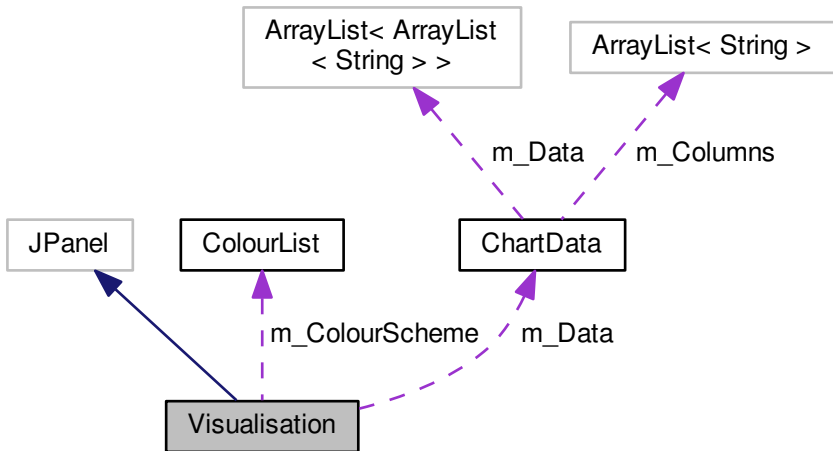 ArrayList< ArrayList
< String > >
ArrayList< String >
m_Data
m_Columns
JPanel
ColourList
ChartData
m_ColourScheme
m_Data
Visualisation